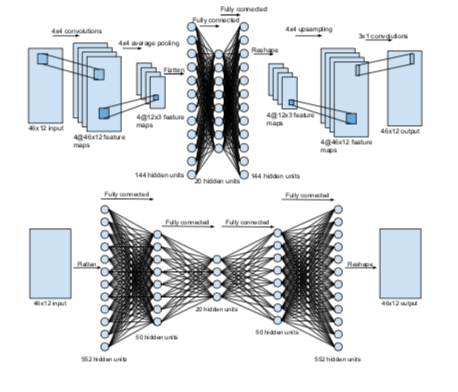 Fully connected
Fully connected
4x4 convolutions
4x4 average pooling
Flatten
Reshape
4x4 upsampling
3x1 convolutions
46x12 input
4@46x12 feature
maps
4@12x3 feature
maps
144 hidden units
20 hidden units
144 hidden units
4@12x3 feature
maps
4@46x12 feature
maps
46x12 output
Fully connected
Fully connected
Fully connected
Fully connected
Flatten
Reshape
46x12 input
552 hidden units
50 hidden units
20 hidden units
50 hidden units
552 hidden units
46x12 output